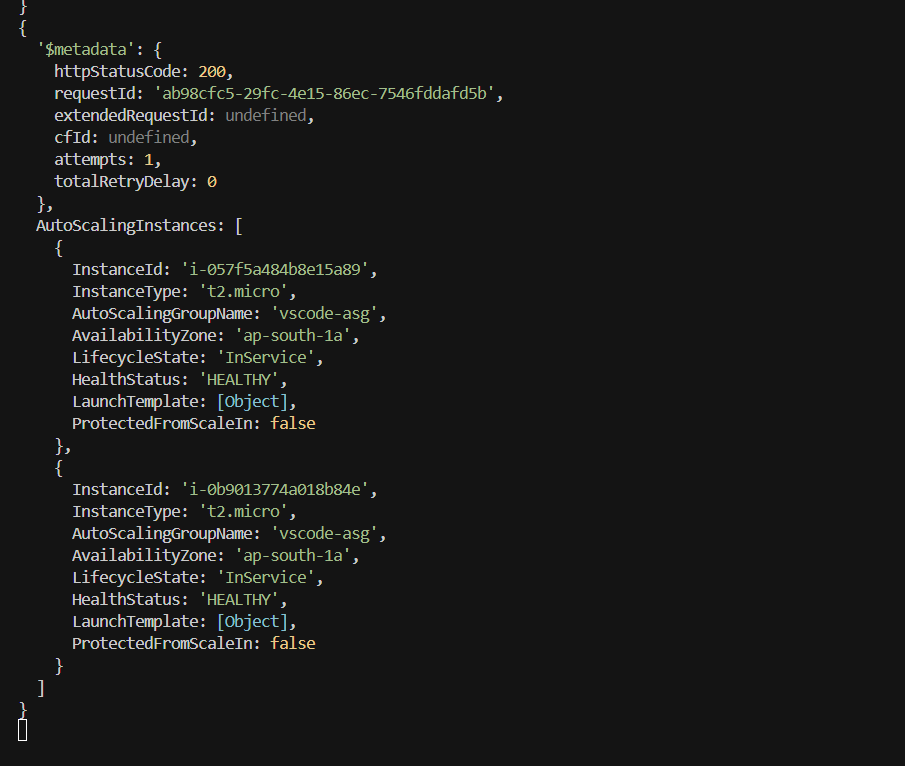 }
{
  '$metadata': {
    httpStatusCode: 200,
    requestId: 'ab98cfc5-29fc-4e15-86ec-7546fddafd5b',
    extendedRequestId: undefined,
    cfId: undefined,
    attempts: 1,
    totalRetryDelay: 0
  },
  AutoScalingInstances: [
    {
      InstanceId: 'i-057f5a484b8e15a89',
      InstanceType: 't2.micro',
      AutoScalingGroupName: 'vscode-asg',
      AvailabilityZone: 'ap-south-1a',
      LifecycleState: 'InService',
      HealthStatus: 'HEALTHY',
      LaunchTemplate: [Object],
      ProtectedFromScaleIn: false
    },
    {
      InstanceId: 'i-0b9013774a018b84e',
      InstanceType: 't2.micro',
      AutoScalingGroupName: 'vscode-asg',
      AvailabilityZone: 'ap-south-1a',
      LifecycleState: 'InService',
      HealthStatus: 'HEALTHY',
      LaunchTemplate: [Object],
      ProtectedFromScaleIn: false
    }
  ]
}